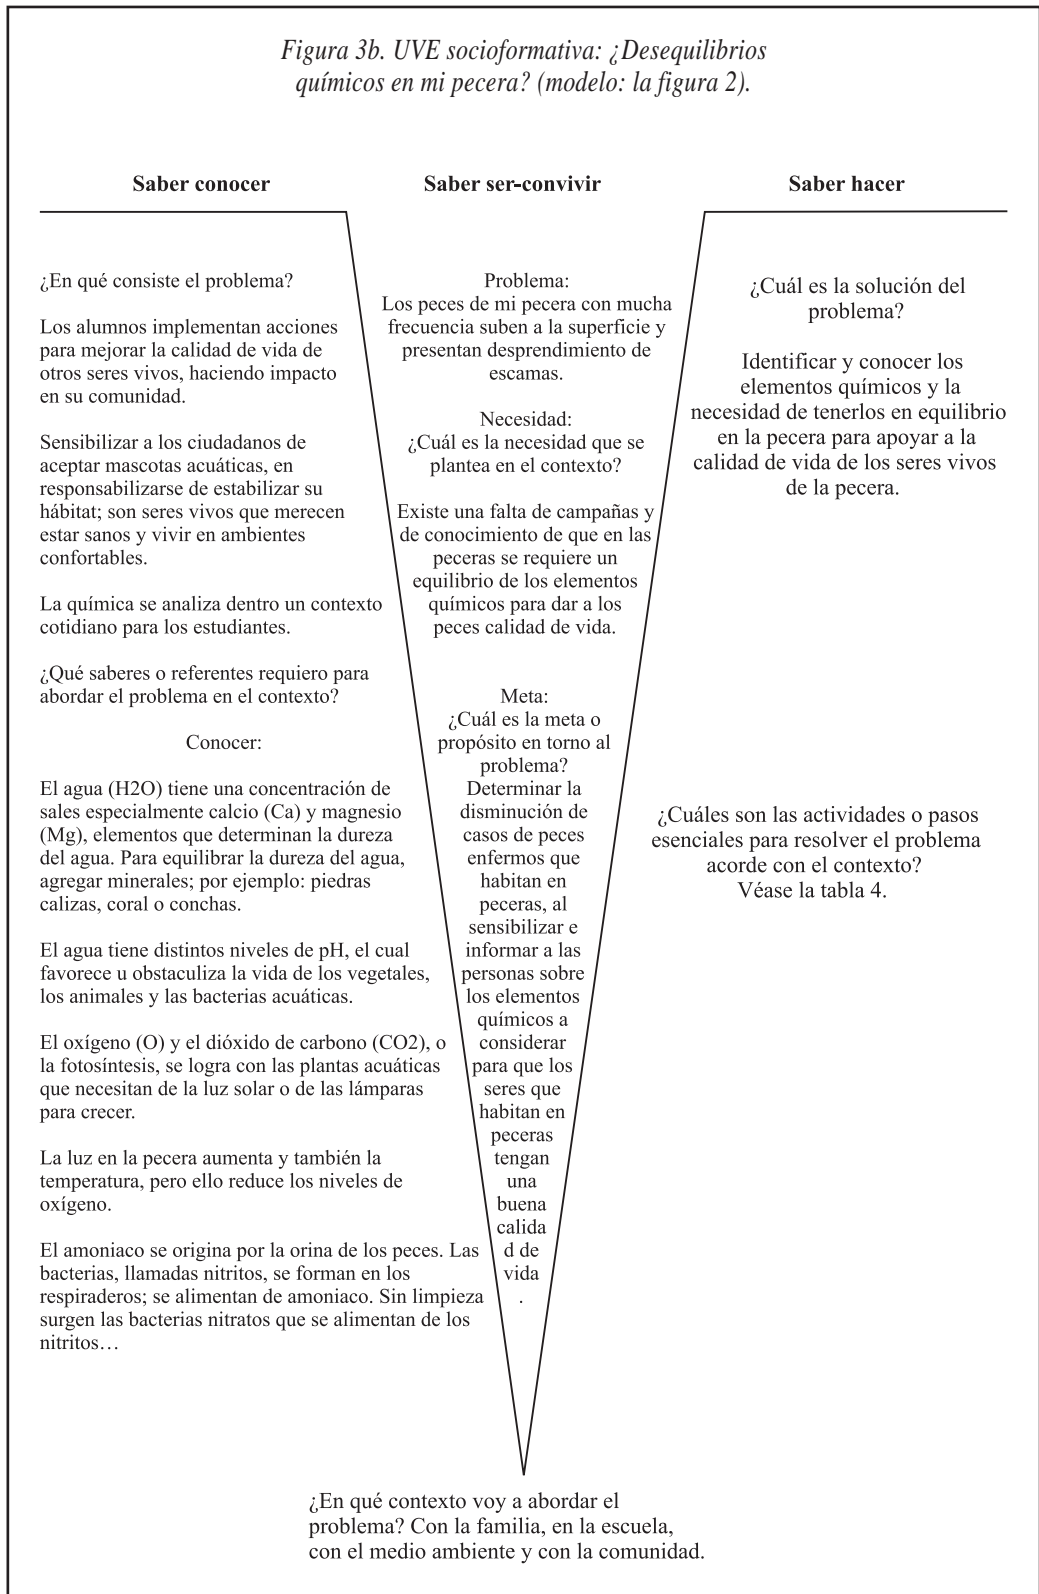 Figura 3b. UVE socioformativa: ¿Desequilibrios
químicos en mi pecera? (modelo: la figura 2).
Saber conocer
¿En qué consiste el problema?
Los alumnos implementan acciones
para mejorar la calidad de vida de
otros seres vivos, haciendo impacto
en su comunidad.
Sensibilizar a los ciudadanos de
aceptar mascotas acuáticas, en
responsabilizarse de estabilizar su
hábitat; son seres vivos que merecen
estar sanos y vivir en ambientes
confortables.
La química se analiza dentro un contexto
cotidiano para los estudiantes.
¿Qué saberes o referentes requiero para
abordar el problema en el contexto?
Conocer:
El agua (H2O) tiene una concentración de
sales especialmente calcio (Ca) y magnesio
(Mg), elementos que determinan la dureza
del agua. Para equilibrar la dureza del agua,
agregar minerales; por ejemplo: piedras
calizas, coral o conchas.
El agua tiene distintos niveles de pH, el cual
favorece u obstaculiza la vida de los vegetales,
los animales y las bacterias acuáticas.
El oxígeno (O) y el dióxido de carbono (CO2), o
la fotosíntesis, se logra con las plantas acuáticas
que necesitan de la luz solar o de las lámparas
para crecer.
La luz en la pecera aumenta y también la
temperatura, pero ello reduce los niveles de
oxígeno.
El amoniaco se origina por la orina de los peces. Las
bacterias, llamadas nitritos, se forman en los
respiraderos; se alimentan de amoniaco. Sin limpieza
surgen las bacterias nitratos que se alimentan de los
nitritos…
Saber ser-convivir
Problema:
Los peces de mi pecera con mucha
frecuencia suben a la superficie y
presentan desprendimiento de
escamas.
Necesidad:
¿Cuál es la necesidad que se
plantea en el contexto?
Existe una falta de campañas y
de conocimiento de que en las
peceras se requiere un
equilibrio de los elementos
químicos para dar a los
peces calidad de vida.
Meta:
¿Cuál es la meta o
propósito en torno al
problema?
Determinar la
disminución de
casos de peces
enfermos que
habitan en
peceras, al
sensibilizar e
informar a las
personas sobre
los elementos
químicos a
considerar
para que los
seres que
habitan en
peceras
tengan
una
buena
calida
d de
vida
.
Saber hacer
¿Cuál es la solución del
problema?
Identificar y conocer los
elementos químicos y la
necesidad de tenerlos en equilibrio
en la pecera para apoyar a la
calidad de vida de los seres vivos
de la pecera.
¿Cuáles son las actividades o pasos
esenciales para resolver el problema
acorde con el contexto?
Véase la tabla 4.
¿En qué contexto voy a abordar el
problema? Con la familia, en la escuela,
con el medio ambiente y con la comunidad.